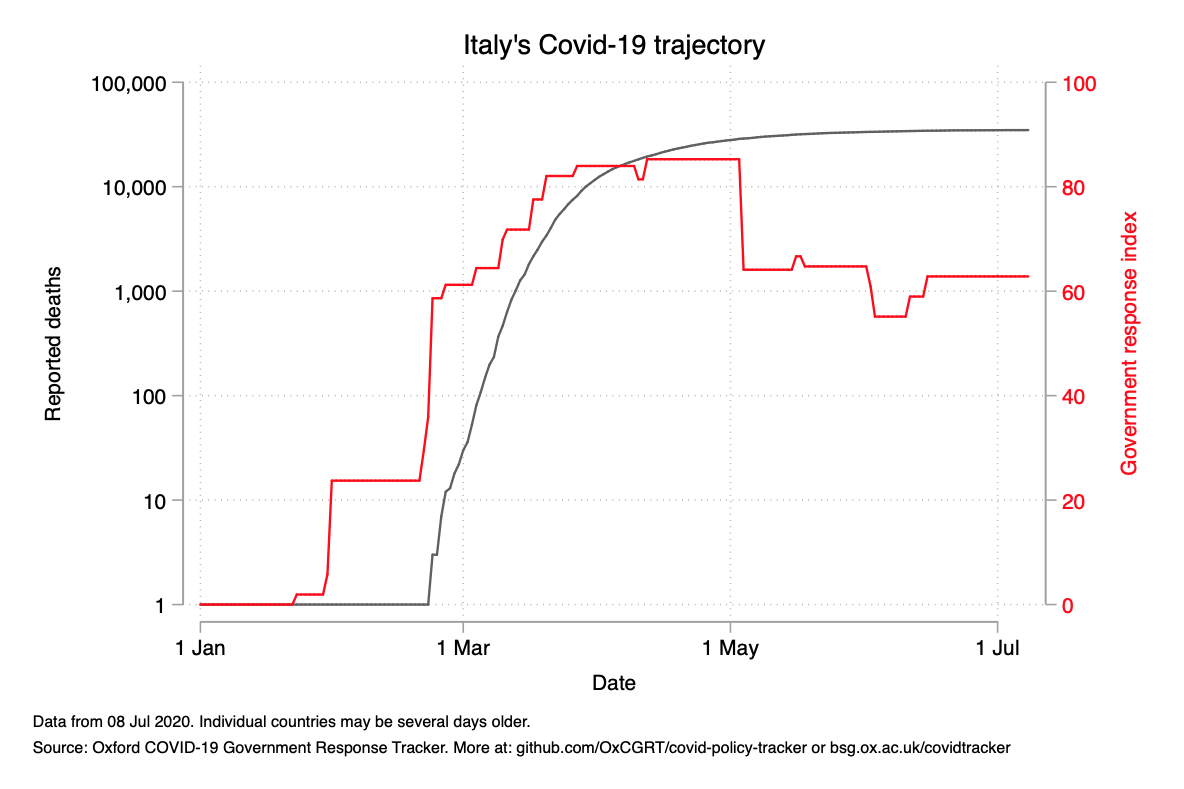 Italy's Covid-19 trajectory
100,000
10,000
1,000
100
10
1
Reported deaths
100
80
60
40
20
0
Government response index
1 Jan
1 Mar
1 May
1 Jul
Date
Data from 08 Jul 2020. Individual countries may be several days older.
Source: Oxford COVID-19 Government Response Tracker. More at: github.com/OxCGRT/covid-policy-tracker or bsg.ox.ac.uk/covidtracker